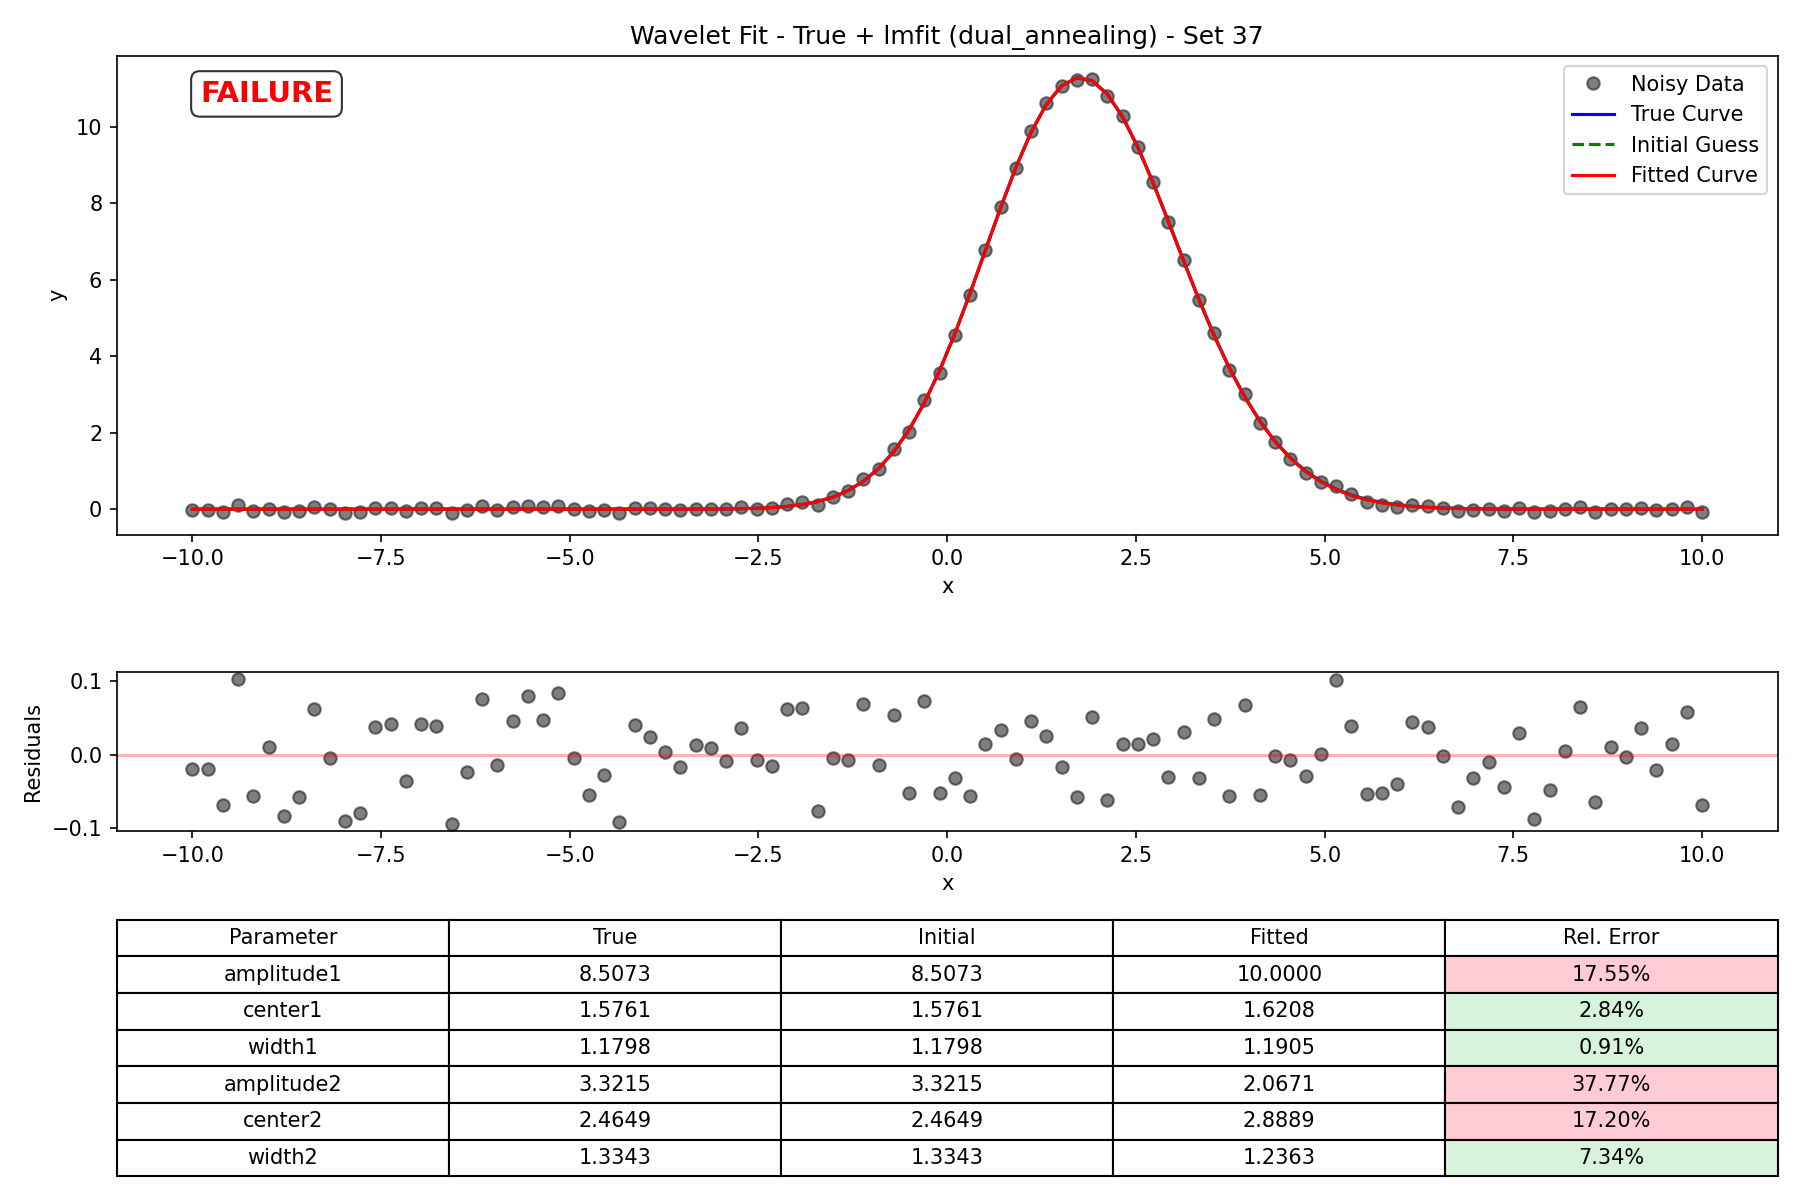 Wavelet Fit - True + lmfit (dual_annealing) - Set 37
FAILURE
Noisy Data
True Curve
Initial Guess
Fitted Curve
10
8
6
4
2
0
y
−10.0 −7.5 −5.0 −2.5 0.0 2.5 5.0 7.5 10.0
x
0.1
0.0
−0.1
Residuals
−10.0 −7.5 −5.0 −2.5 0.0 2.5 5.0 7.5 10.0
x
Parameter True Initial Fitted Rel. Error
amplitude1 8.5073 8.5073 10.0000 17.55%
center1 1.5761 1.5761 1.6208 2.84%
width1 1.1798 1.1798 1.1905 0.91%
amplitude2 3.3215 3.3215 2.0671 37.77%
center2 2.4649 2.4649 2.8889 17.20%
width2 1.3343 1.3343 1.2363 7.34%